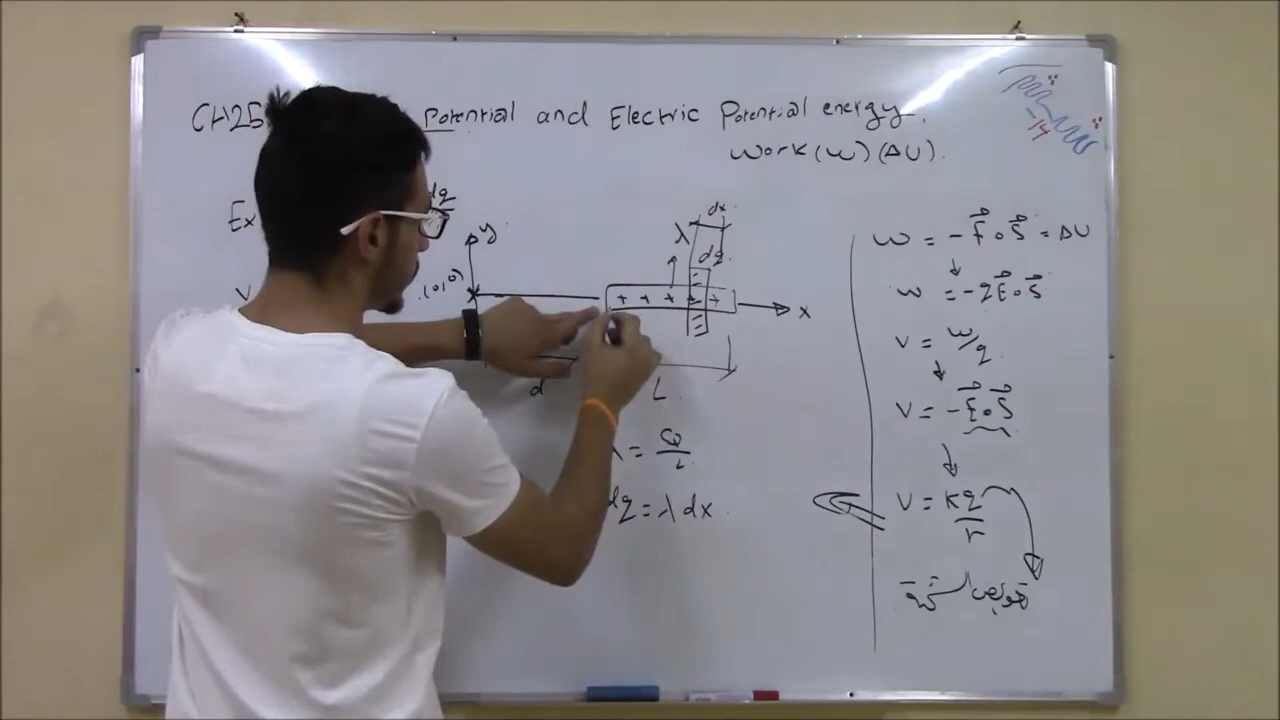 CH25 Potential and Electric Potential energy.
Work (W) (ΔU).
Ex
dq
y
(0,0)
V
λ
dx
dq
+ + + +
x
d
L
λ = Q/L
dq = λ dx
W = -F⃗ ∘ S⃗ = ΔU
W = -qE⃗ ∘ S⃗
V = W/q
V = -E⃗ ∘ S⃗
V = kq/r
-14